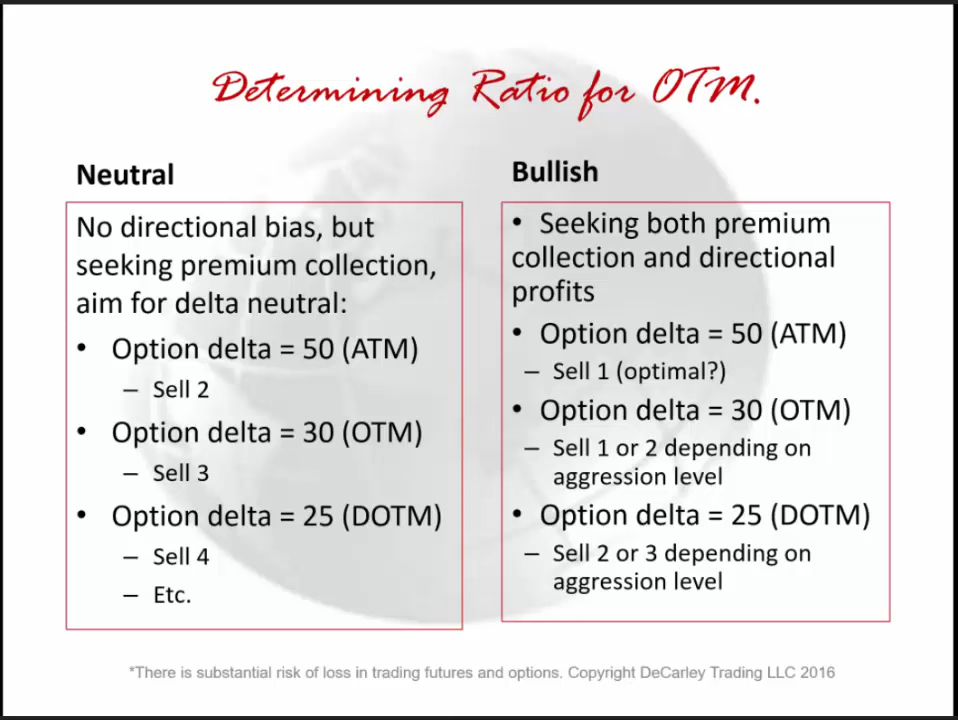 Determining Ratio for OTM.
Neutral
No directional bias, but
seeking premium collection,
aim for delta neutral:
• Option delta = 50 (ATM)
– Sell 2
• Option delta = 30 (OTM)
– Sell 3
• Option delta = 25 (DOTM)
– Sell 4
– Etc.
Bullish
• Seeking both premium
collection and directional
profits
• Option delta = 50 (ATM)
– Sell 1 (optimal?)
• Option delta = 30 (OTM)
– Sell 1 or 2 depending on
aggression level
• Option delta = 25 (DOTM)
– Sell 2 or 3 depending on
aggression level
*There is substantial risk of loss in trading futures and options. Copyright DeCarley Trading LLC 2016